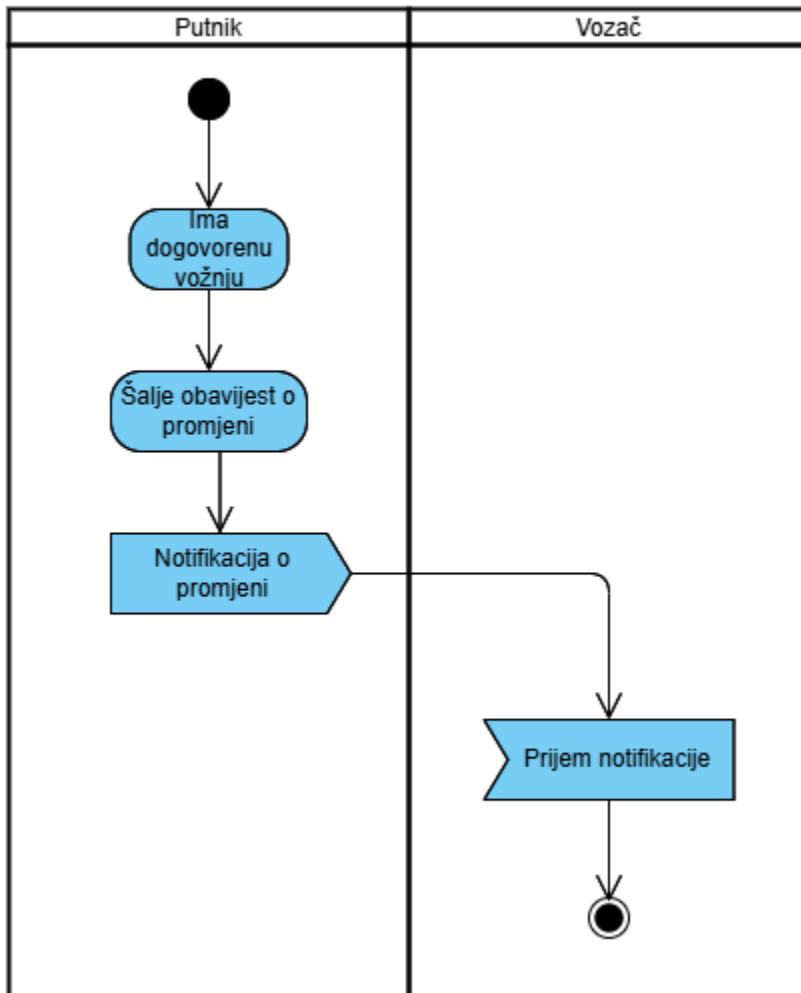 Putnik
Vozač
Ima
dogovorenu
vožnju
Šalje obavijest o
promjeni
Notifikacija o
promjeni
Prijem notifikacije